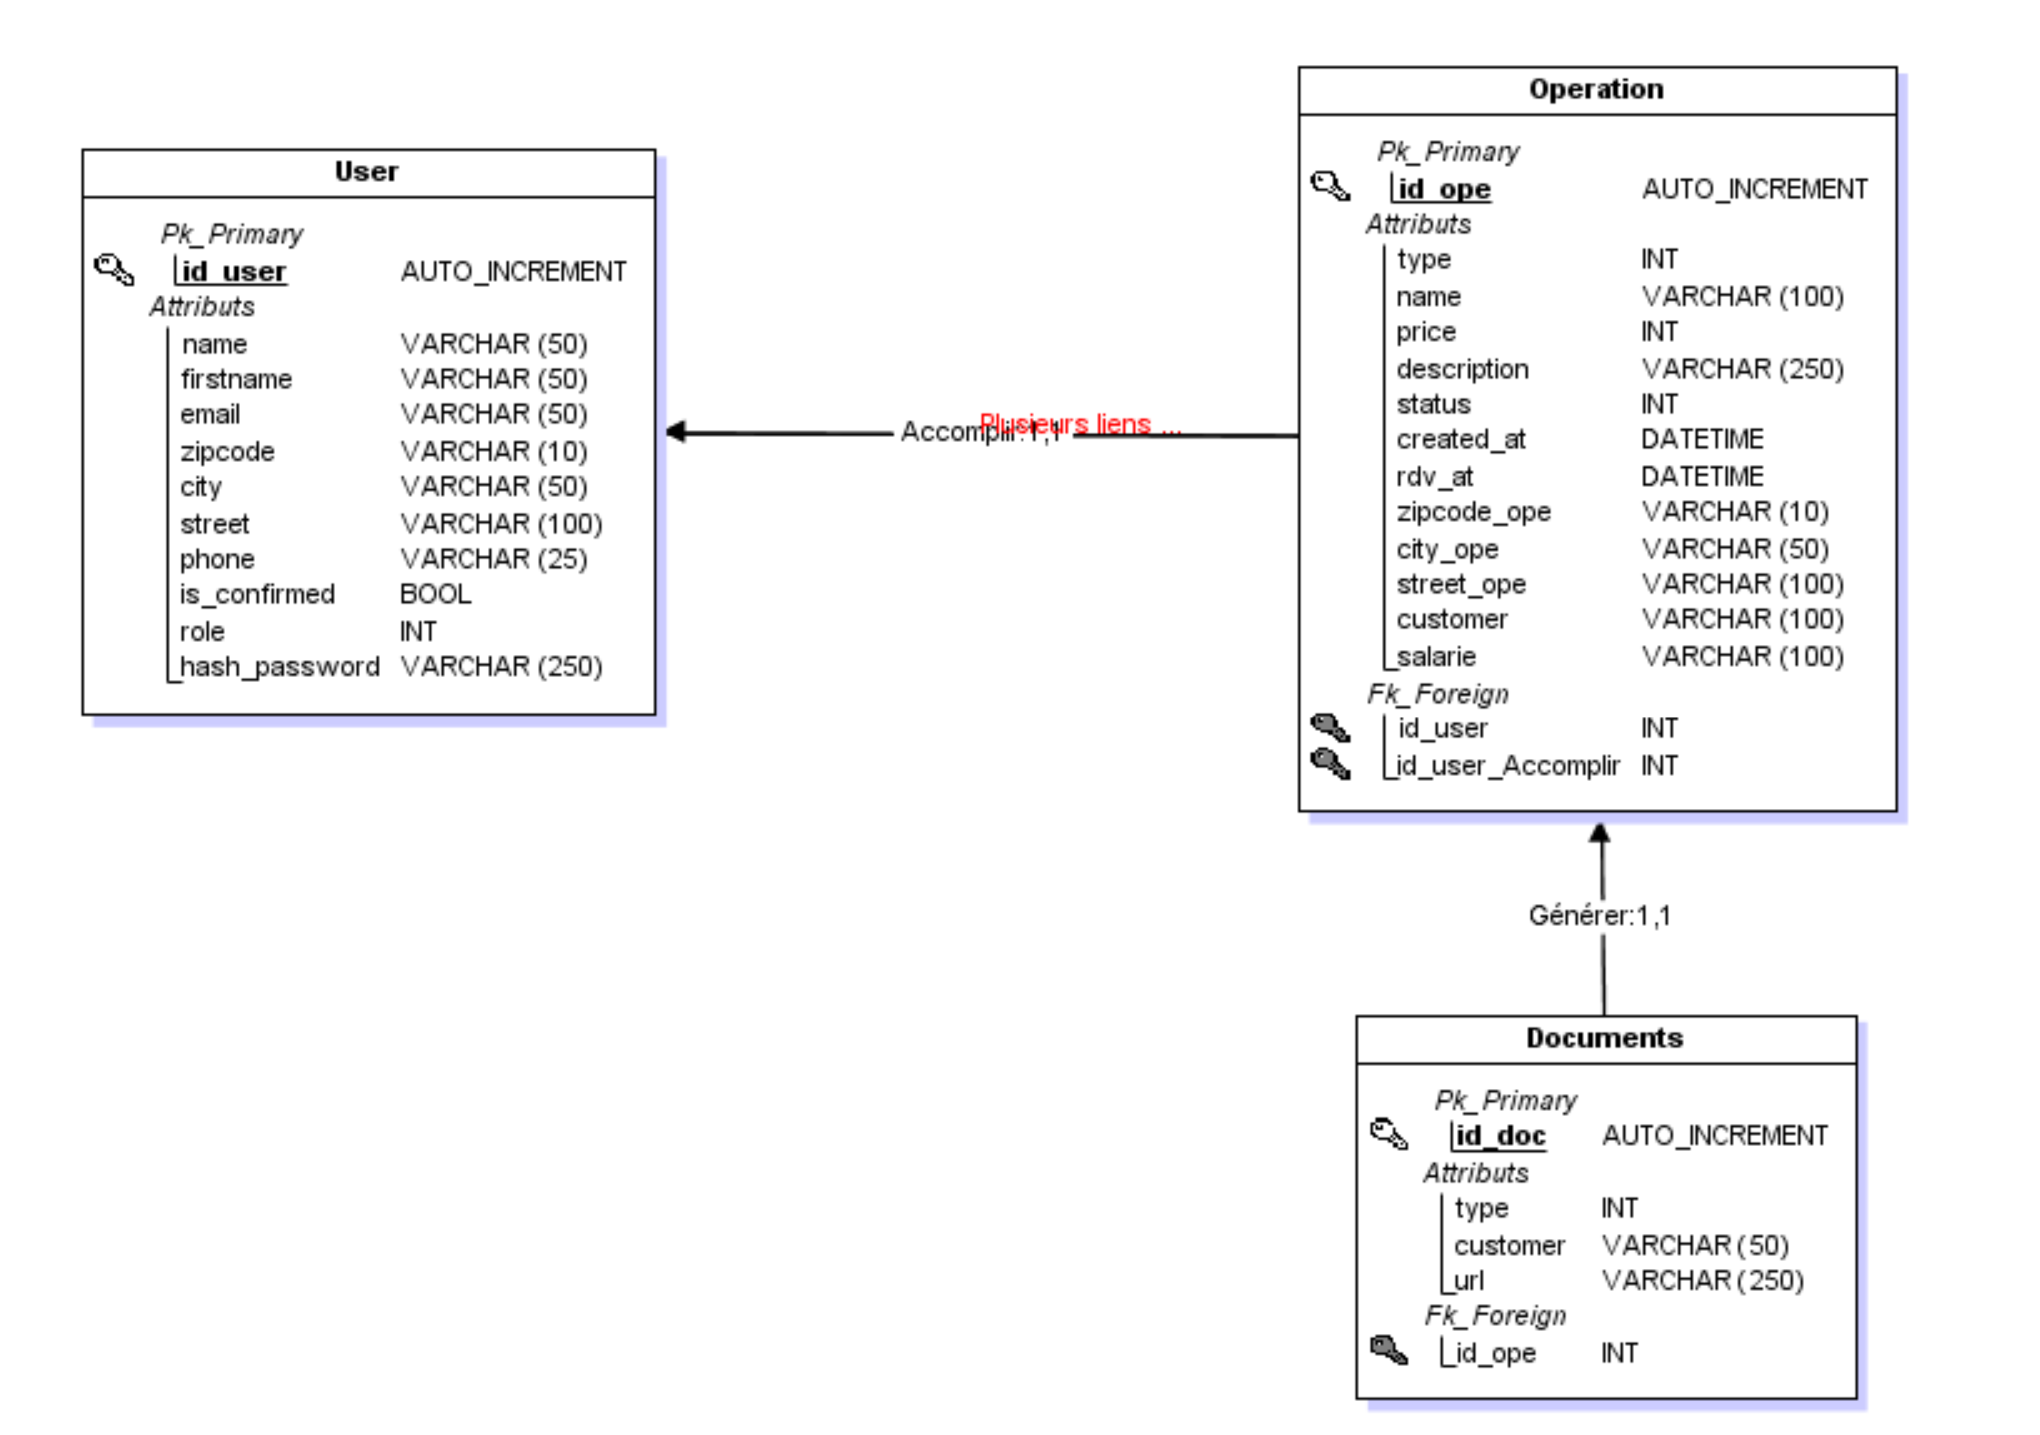 User
Pk_Primary
id_user AUTO_INCREMENT
Attributs
name VARCHAR (50)
firstname VARCHAR (50)
email VARCHAR (50)
zipcode VARCHAR (10)
city VARCHAR (50)
street VARCHAR (100)
phone VARCHAR (25)
is_confirmed BOOL
role INT
hash_password VARCHAR (250)
Accomplir:1,1
Plusieurs liens ...
Operation
Pk_Primary
id_ope AUTO_INCREMENT
Attributs
type INT
name VARCHAR (100)
price INT
description VARCHAR (250)
status INT
created_at DATETIME
rdv_at DATETIME
zipcode_ope VARCHAR (10)
city_ope VARCHAR (50)
street_ope VARCHAR (100)
customer VARCHAR (100)
salarie VARCHAR (100)
Fk_Foreign
id_user INT
id_user_Accomplir INT
Générer:1,1
Documents
Pk_Primary
id_doc AUTO_INCREMENT
Attributs
type INT
customer VARCHAR (50)
url VARCHAR (250)
Fk_Foreign
id_ope INT